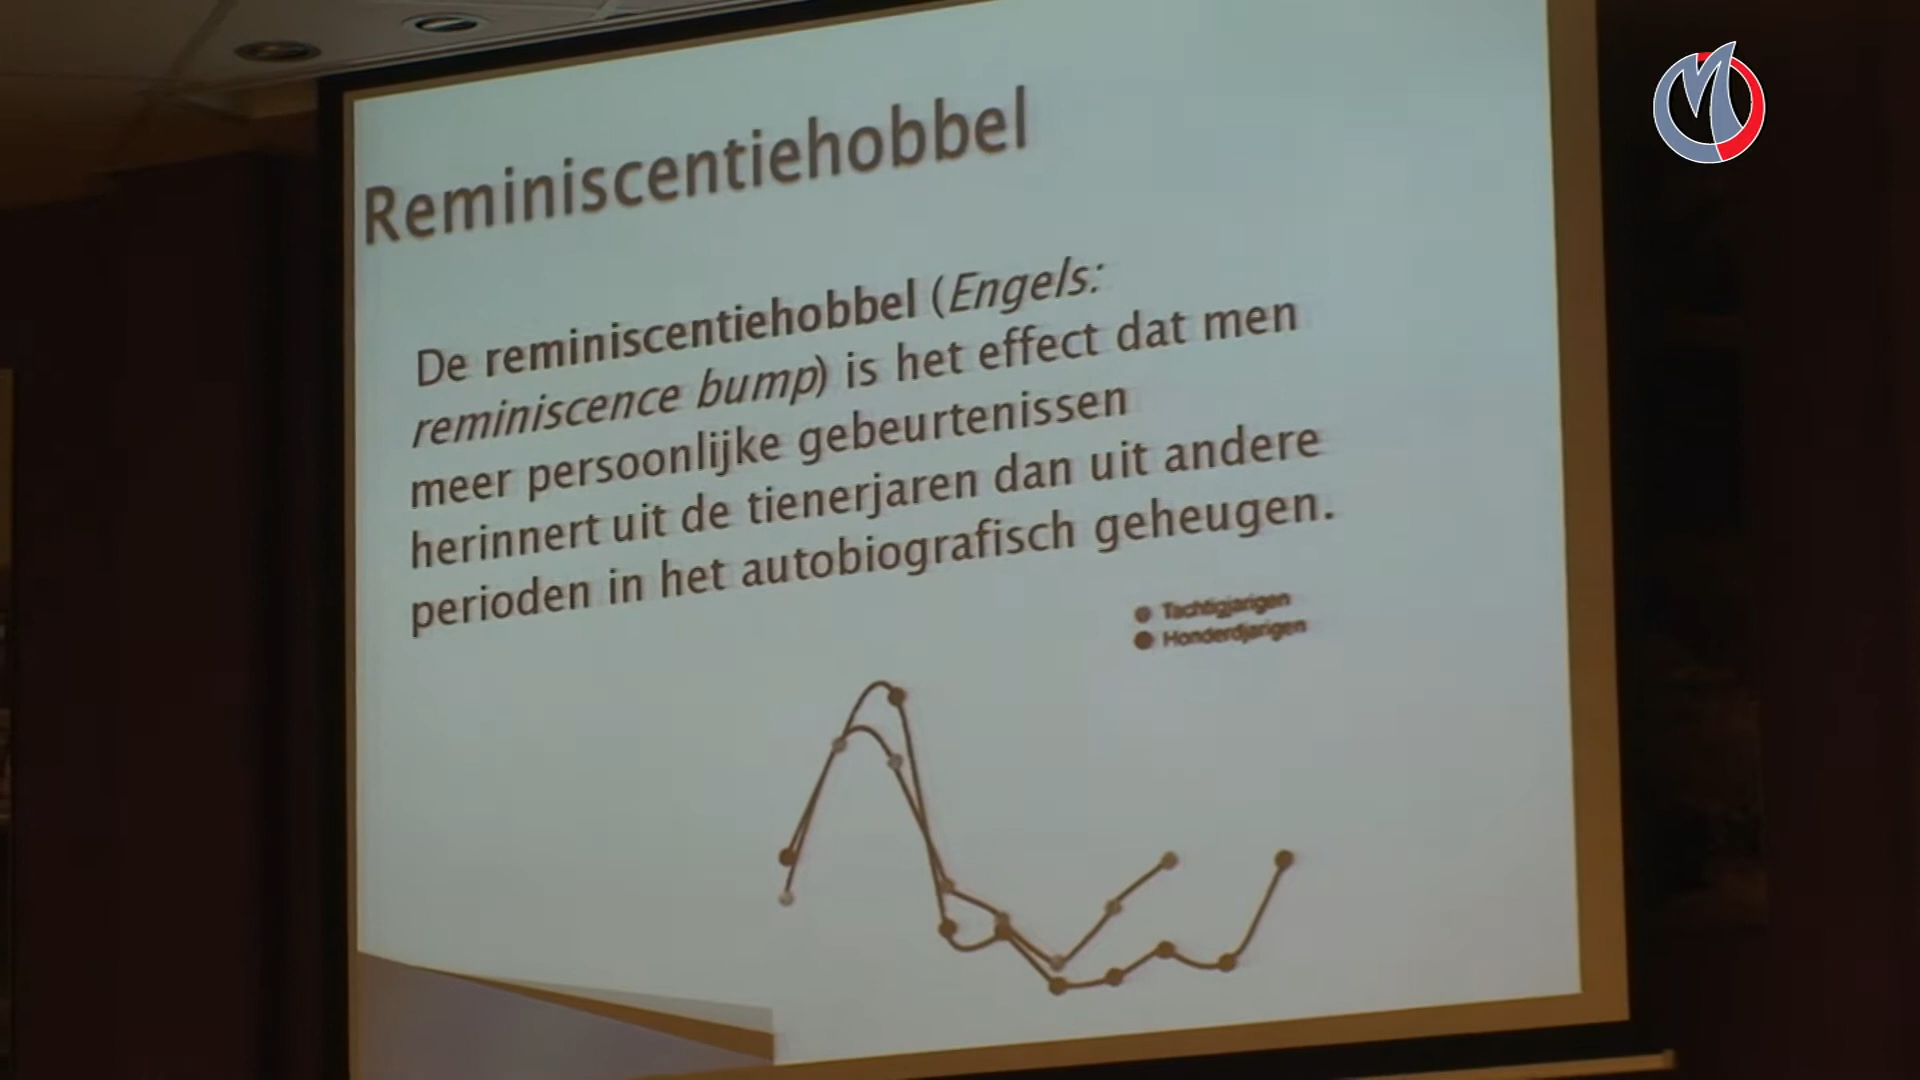 Reminiscentiehobbel
De reminiscentiehobbel (Engels:
reminiscence bump) is het effect dat men
meer persoonlijke gebeurtenissen
herinnert uit de tienerjaren dan uit andere
perioden in het autobiografisch geheugen.
Tachtigjarigen
Honderdjarigen